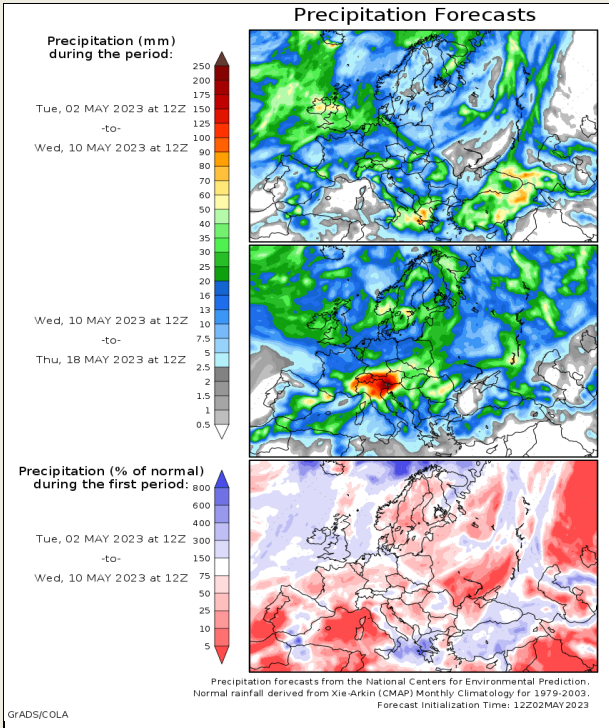 Precipitation Forecasts
Precipitation (mm)
during the period:
Tue, 02 MAY 2023 at 12Z
-to-
Wed, 10 MAY 2023 at 12Z
250
200
175
150
125
100
90
80
70
60
50
40
35
30
25
20
16
13
10
7.5
5
2.5
2
1.5
1
0.5
Wed, 10 MAY 2023 at 12Z
-to-
Thu, 18 MAY 2023 at 12Z
Precipitation (% of normal)
during the first period:
800
600
400
300
150
75
50
25
10
5
Tue, 02 MAY 2023 at 12Z
-to-
Wed, 10 MAY 2023 at 12Z
Precipitation forecasts from the National Centers for Environmental Prediction.
Normal rainfall derived from Xie-Arkin (CMAP) Monthly Climatology for 1979-2003.
Forecast Initialization Time: 12Z02MAY2023
GrADS/COLA